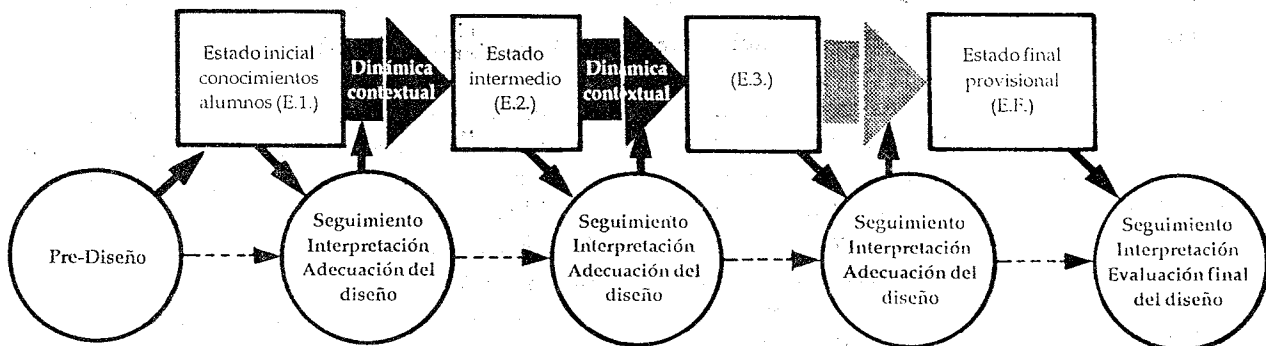 Estado inicial
conocimientos
alumnos (E.1.)
Dinámica
contextual
Estado
intermedio
(E.2.)
Dinámica
contextual
(E.3.)
Estado final
provisional
(E.F.)
Pre-Diseño
Seguimiento
Interpretación
Adecuación del
diseño
Seguimiento
Interpretación
Adecuación del
diseño
Seguimiento
Interpretación
Adecuación del
diseño
Seguimiento
Interpretación
Evaluación final
del diseño